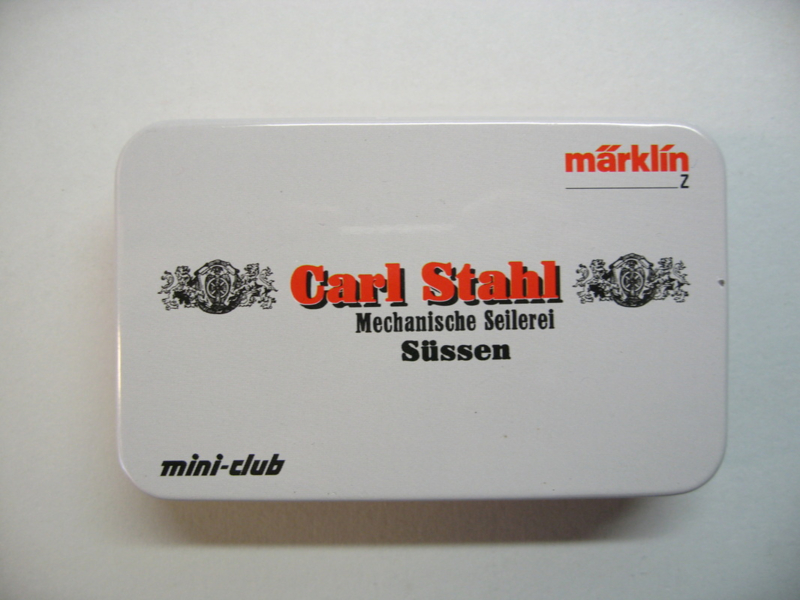 märklin
Z
Carl Stahl
Mechanische Seilerei
Süssen
mini-club